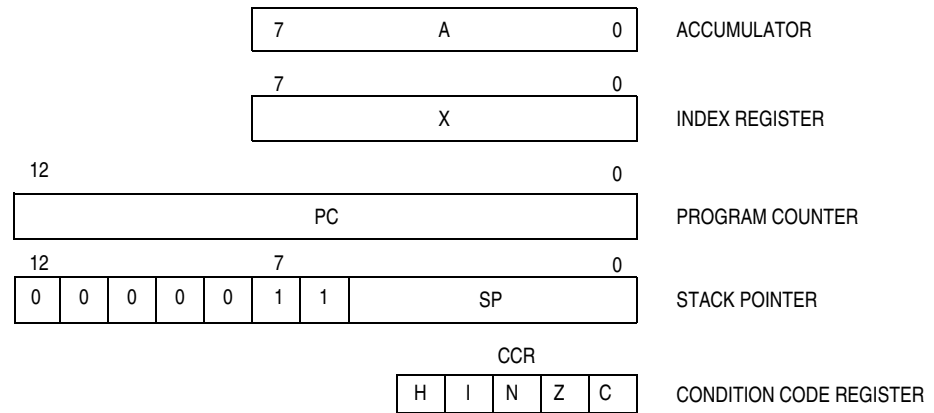 7 A 0 ACCUMULATOR
7 0
X INDEX REGISTER
12 0
PC PROGRAM COUNTER
12 7 0
0 0 0 0 0 1 1 SP STACK POINTER
CCR
H I N Z C CONDITION CODE REGISTER